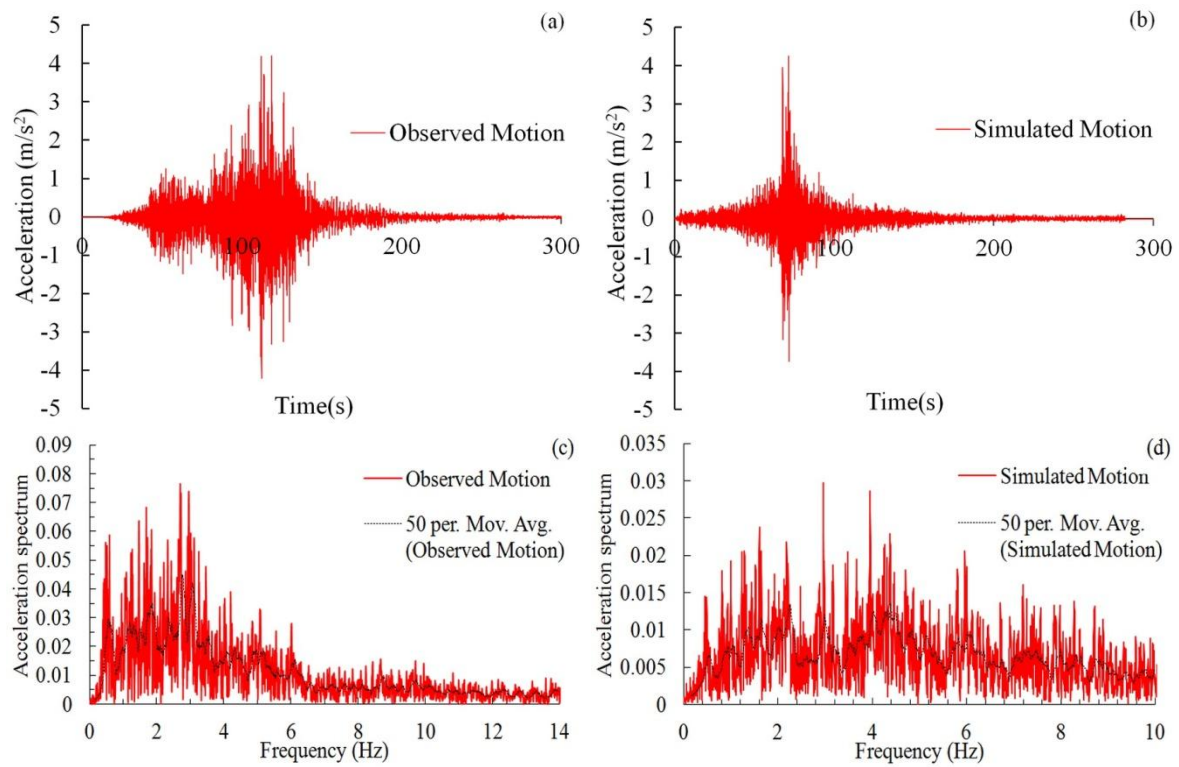 (a)
5
4
3
2
1
0
-1
-2
-3
-4
-5
Acceleration (m/s²)
Observed Motion
0
100
200
300
Time(s)
(b)
5
4
3
2
1
0
-1
-2
-3
-4
-5
Acceleration (m/s²)
Simulated Motion
0
100
200
300
Time(s)
(c)
0.09
0.08
0.07
0.06
0.05
0.04
0.03
0.02
0.01
0
Acceleration spectrum
Observed Motion
50 per. Mov. Avg.
(Observed Motion)
0 2 4 6 8 10 12 14
Frequency (Hz)
(d)
0.035
0.03
0.025
0.02
0.015
0.01
0.005
0
Acceleration spectrum
Simulated Motion
50 per. Mov. Avg.
(Simulated Motion)
0 2 4 6 8 10
Frequency (Hz)